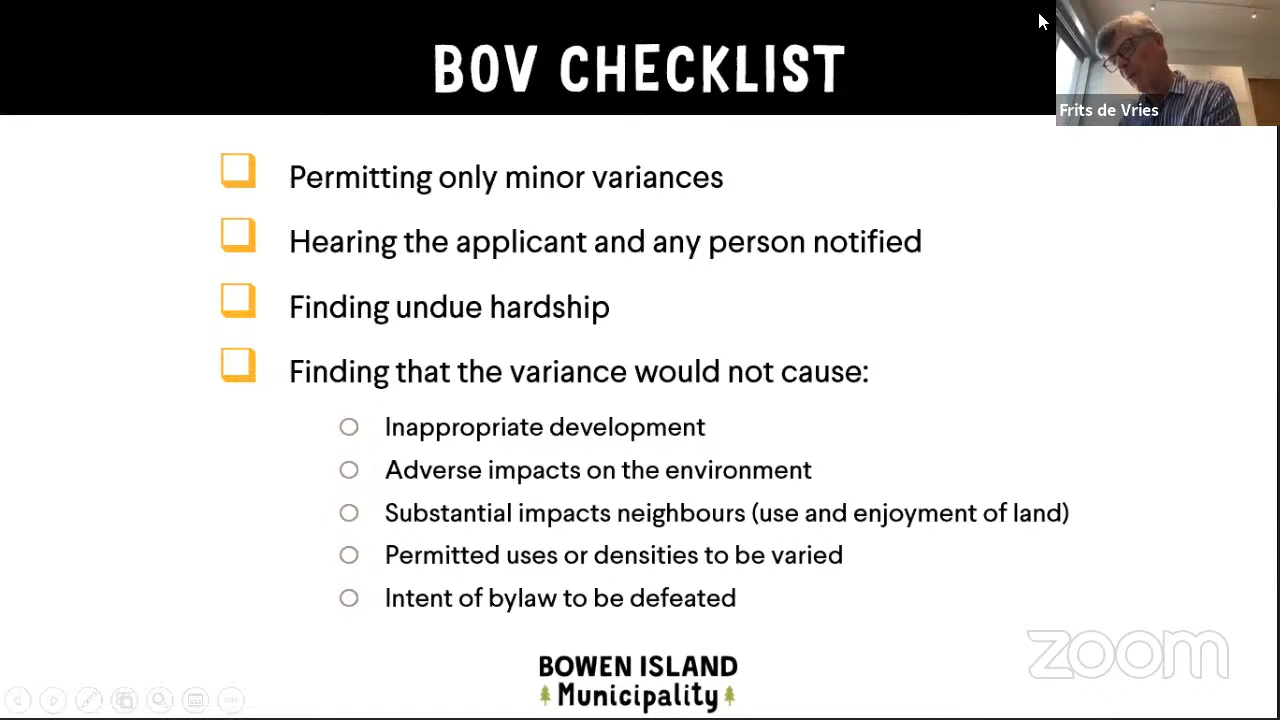 BOV CHECKLIST
Frits de Vries
Permitting only minor variances
Hearing the applicant and any person notified
Finding undue hardship
Finding that the variance would not cause:
Inappropriate development
Adverse impacts on the environment
Substantial impacts neighbours (use and enjoyment of land)
Permitted uses or densities to be varied
Intent of bylaw to be defeated
BOWEN ISLAND
Municipality
zoom